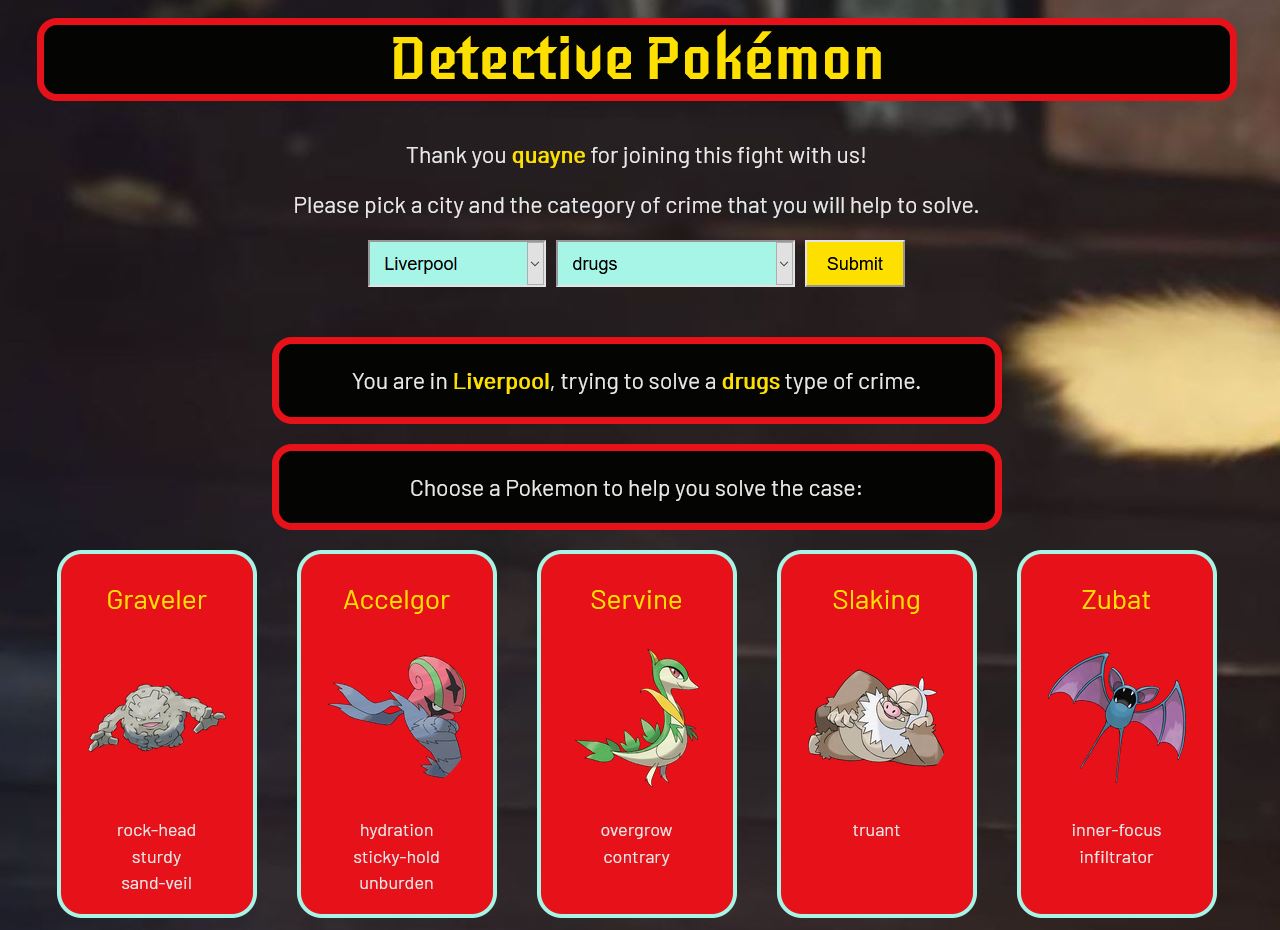 Detective Pokémon
Thank you quayne for joining this fight with us!
Please pick a city and the category of crime that you will help to solve.
Liverpool drugs Submit
You are in Liverpool, trying to solve a drugs type of crime.
Choose a Pokemon to help you solve the case:
Graveler Accelgor Servine Slaking Zubat
rock-head hydration overgrow truant inner-focus
sturdy sticky-hold contrary infiltrator
sand-veil unburden